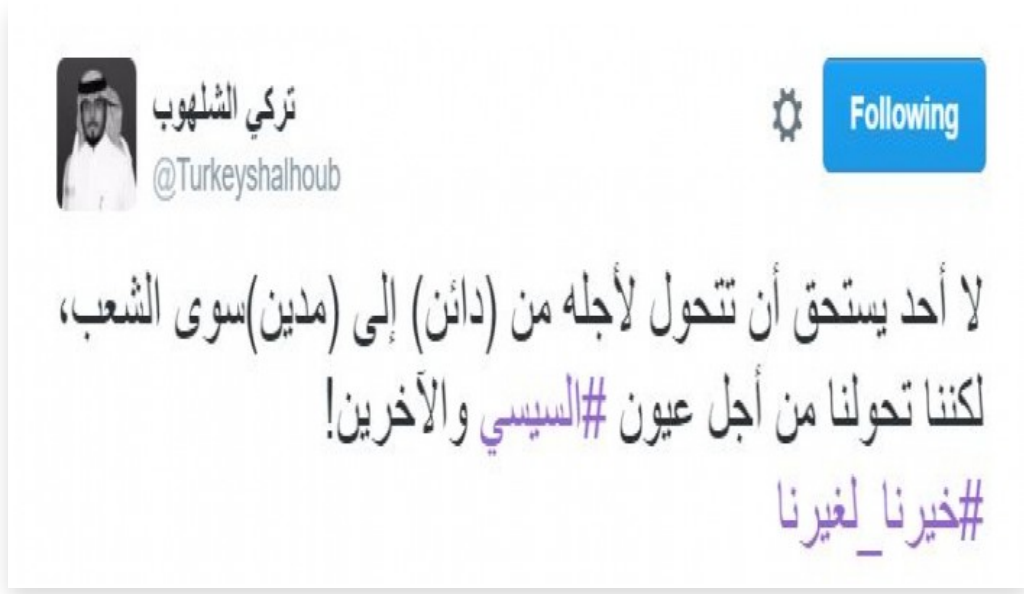 تركي الشلهوب
@Turkeyshalhoub
Following
لا أحد يستحق أن تتحول لأجله من (دائن) إلى (مدين)سوى الشعب،
لكننا تحولنا من أجل عيون #السيسي والآخرين!
#خيرنا_لغيرنا